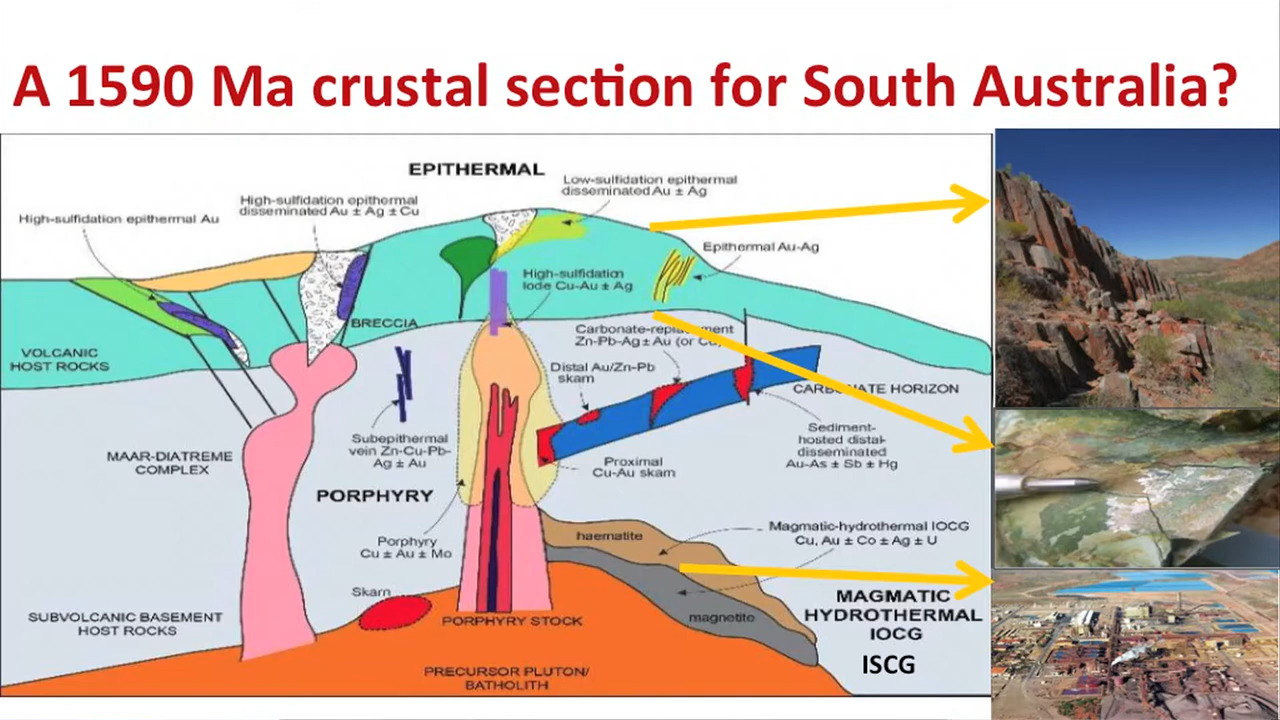 A 1590 Ma crustal section for South Australia?
EPITHERMAL
Low-sulfidation epithermal
disseminated Au ± Ag
High-sulfidation epithermal
disseminated Au ± Ag ± Cu
High-sulfidation epithermal Au
Epithermal Au-Ag
High-sulfidation
lode Cu-Au ± Ag
BRECCIA
Carbonate-replacement
Zn-Pb-Ag ± Au (or Cu)
VOLCANIC
HOST ROCKS
Distal Au/Zn-Pb
skarn
CARBONATE HORIZON
Subepithermal
vein Zn-Cu-Pb-
Ag ± Au
Sediment-
hosted distal-
disseminated
Au-As ± Sb ± Hg
MAAR-DIATREME
COMPLEX
Proximal
Cu-Au skarn
PORPHYRY
Porphyry
Cu ± Au ± Mo
haematite
Magmatic-hydrothermal IOCG
Cu, Au ± Co ± Ag ± U
Skarn
MAGMATIC
HYDROTHERMAL
IOCG
ISCG
SUBVOLCANIC BASEMENT
HOST ROCKS
PORPHYRY STOCK
magnetite
PRECURSOR PLUTON/
BATHOLITH